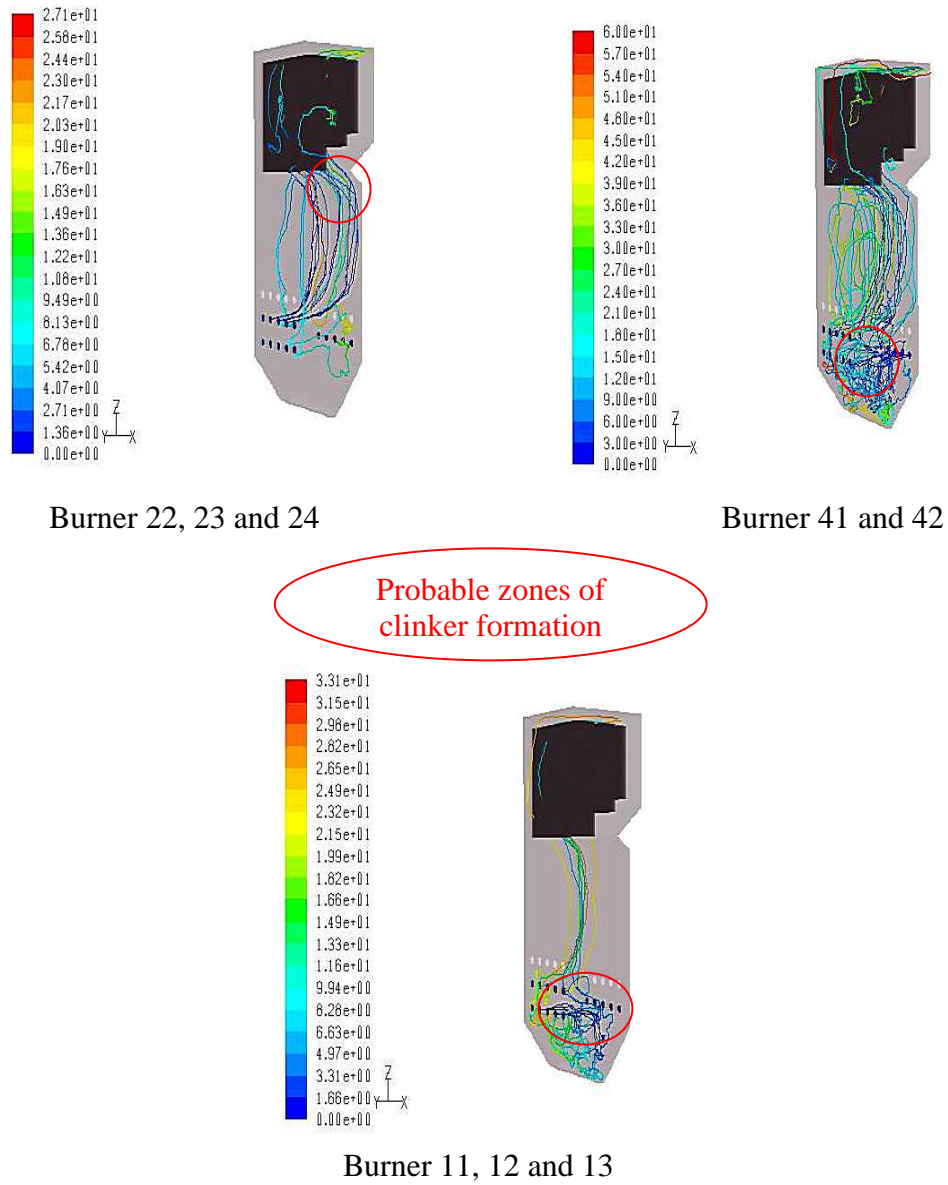 2.71e+01
2.58e+01
2.44e+01
2.30e+01
2.17e+01
2.03e+01
1.90e+01
1.76e+01
1.63e+01
1.49e+01
1.36e+01
1.22e+01
1.08e+01
9.49e+00
8.13e+00
6.78e+00
5.42e+00
4.07e+00
2.71e+00
1.36e+00
0.00e+00
Z
Y X
Burner 22, 23 and 24
6.00e+01
5.70e+01
5.40e+01
5.10e+01
4.80e+01
4.50e+01
4.20e+01
3.90e+01
3.60e+01
3.30e+01
3.00e+01
2.70e+01
2.40e+01
2.10e+01
1.80e+01
1.50e+01
1.20e+01
9.00e+00
6.00e+00
3.00e+00
0.00e+00
Z
Y X
Burner 41 and 42
Probable zones of
clinker formation
3.31e+01
3.15e+01
2.98e+01
2.82e+01
2.65e+01
2.49e+01
2.32e+01
2.15e+01
1.99e+01
1.82e+01
1.66e+01
1.49e+01
1.33e+01
1.16e+01
9.94e+00
8.28e+00
6.63e+00
4.97e+00
3.31e+00
1.66e+00
0.00e+00
Z
Y X
Burner 11, 12 and 13